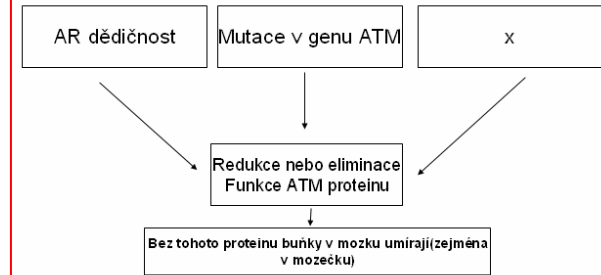 AR dědičnost
Mutace v genu ATM
x
Redukce nebo eliminace
Funkce ATM proteinu
Bez tohoto proteinu buňky v mozku umírají(zejména
v mozečku)